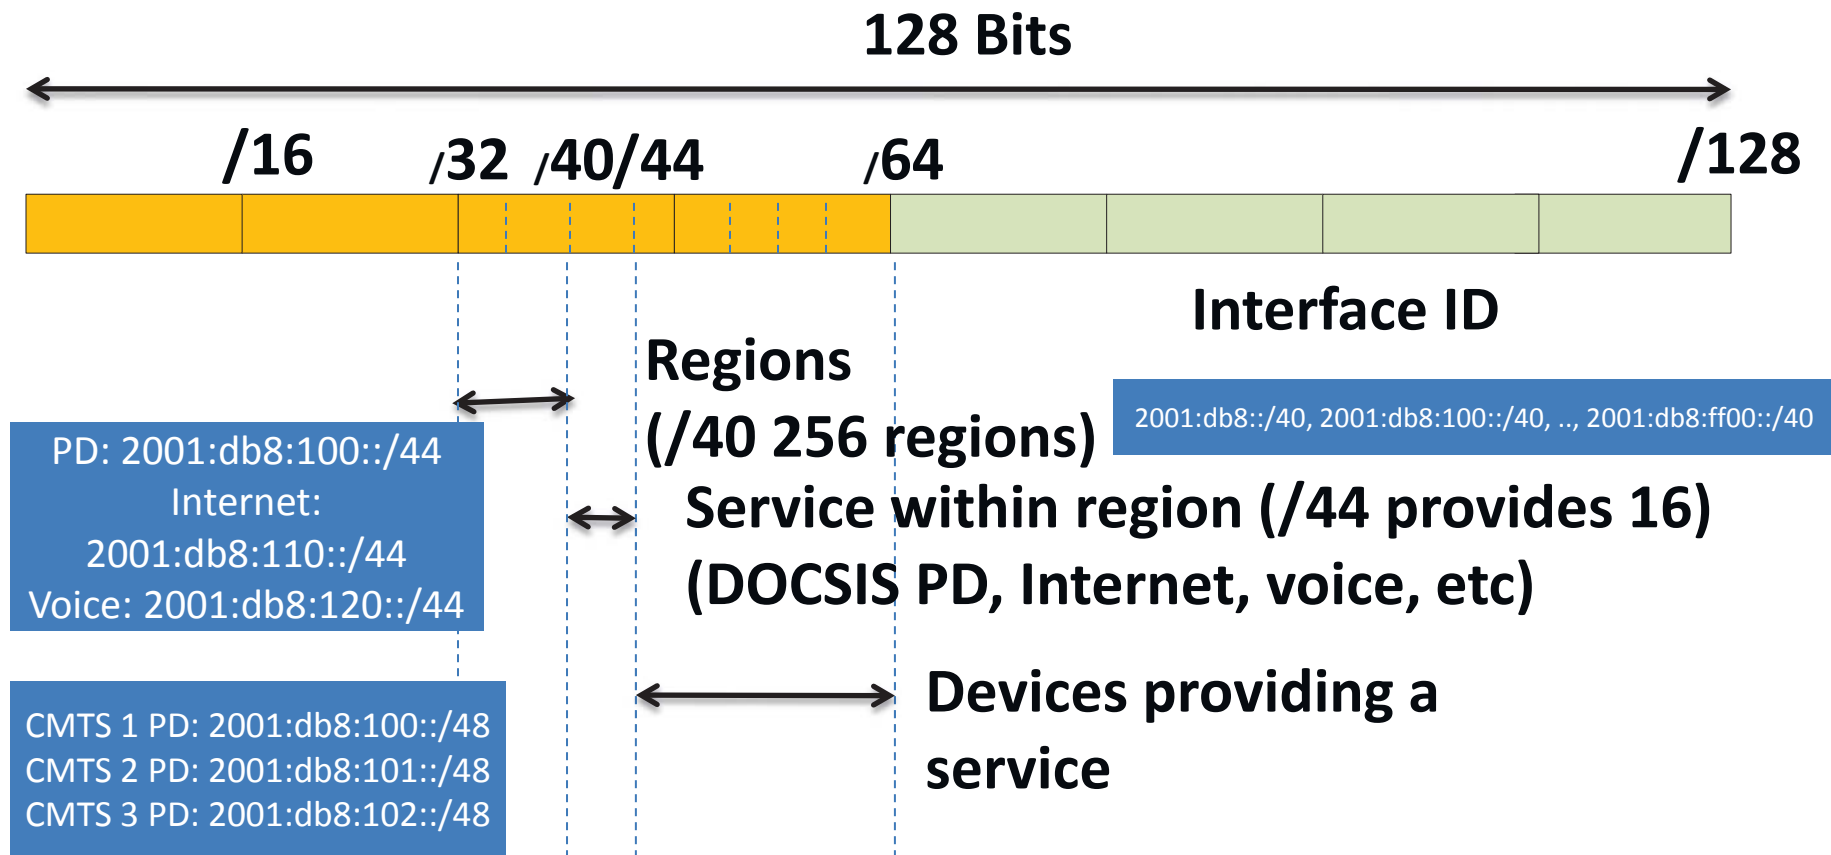 128 Bits
/16 /32 /40/44 /64 /128
Interface ID
Regions
(/40 256 regions)
2001:db8::/40, 2001:db8:100::/40, .., 2001:db8:ff00::/40
PD: 2001:db8:100::/44
Internet:
2001:db8:110::/44
Voice: 2001:db8:120::/44
Service within region (/44 provides 16)
(DOCSIS PD, Internet, voice, etc)
Devices providing a
service
CMTS 1 PD: 2001:db8:100::/48
CMTS 2 PD: 2001:db8:101::/48
CMTS 3 PD: 2001:db8:102::/48